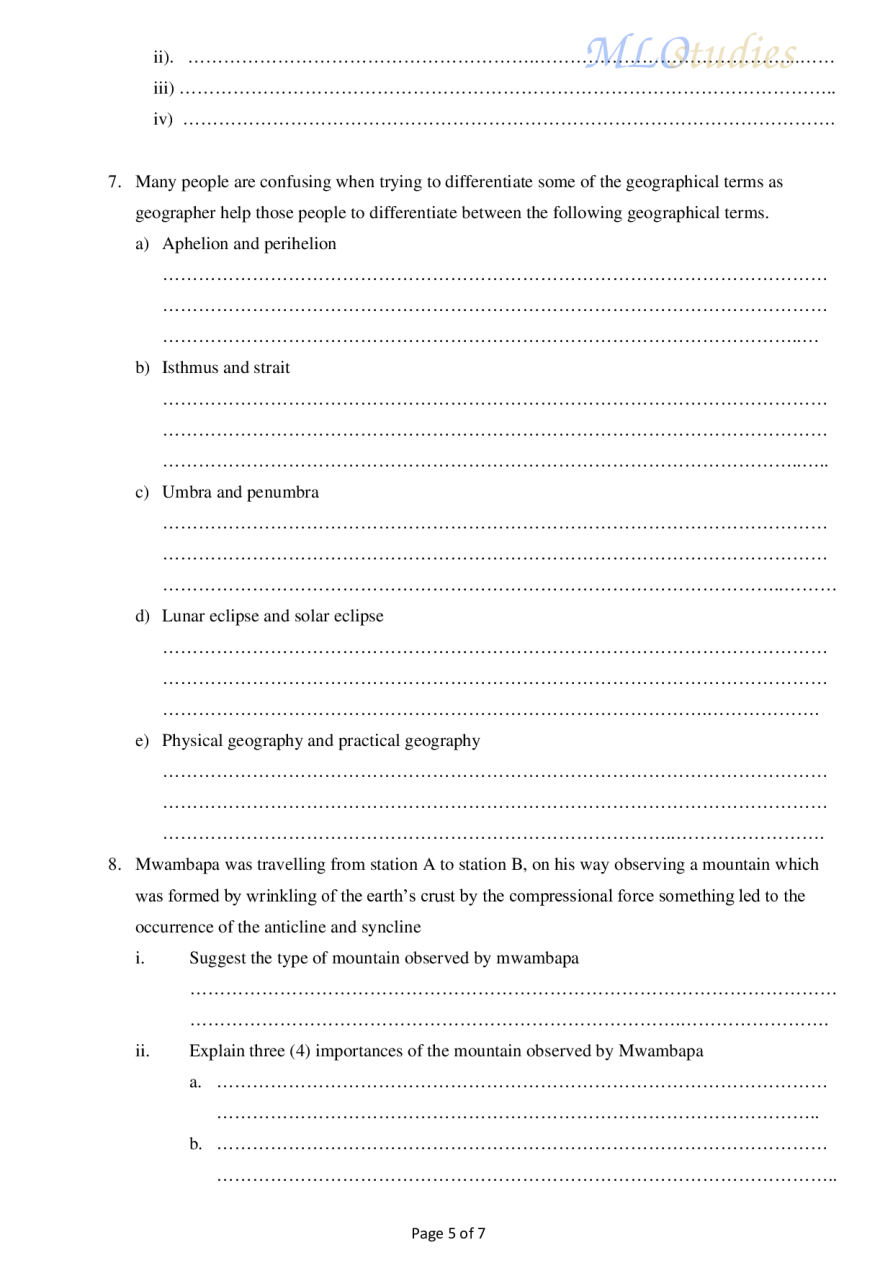 MLOstudies
ii). ………………………………………………….…………………………………….……
iii) ………………………………………………………………………………………………..
iv) ……………………………………………………………………………………………….
7. Many people are confusing when trying to differentiate some of the geographical terms as
geographer help those people to differentiate between the following geographical terms.
a) Aphelion and perihelion
…………………………………………………………………………………………………
…………………………………………………………………………………………………
……………………………………………………………………………………………..…
b) Isthmus and strait
…………………………………………………………………………………………………
…………………………………………………………………………………………………
……………………………………………………………………………………………..…..
c) Umbra and penumbra
…………………………………………………………………………………………………
…………………………………………………………………………………………………
…………………………………………………………………………………………..………
d) Lunar eclipse and solar eclipse
…………………………………………………………………………………………………
…………………………………………………………………………………………………
……………………………………………………………………………….……………….
e) Physical geography and practical geography
…………………………………………………………………………………………………
…………………………………………………………………………………………………
………………………………………………………………………….…………………….
8. Mwambapa was travelling from station A to station B, on his way observing a mountain which
was formed by wrinkling of the earth’s crust by the compressional force something led to the
occurrence of the anticline and syncline
i. Suggest the type of mountain observed by mwambapa
………………………………………………………………………………………………
……………………………………………………………………….…………………….
ii. Explain three (4) importances of the mountain observed by Mwambapa
a. …………………………………………………………………………………………
………………………………………………………………………………………..
b. …………………………………………………………………………………………
…………………………………………………………………………………………..
Page 5 of 7